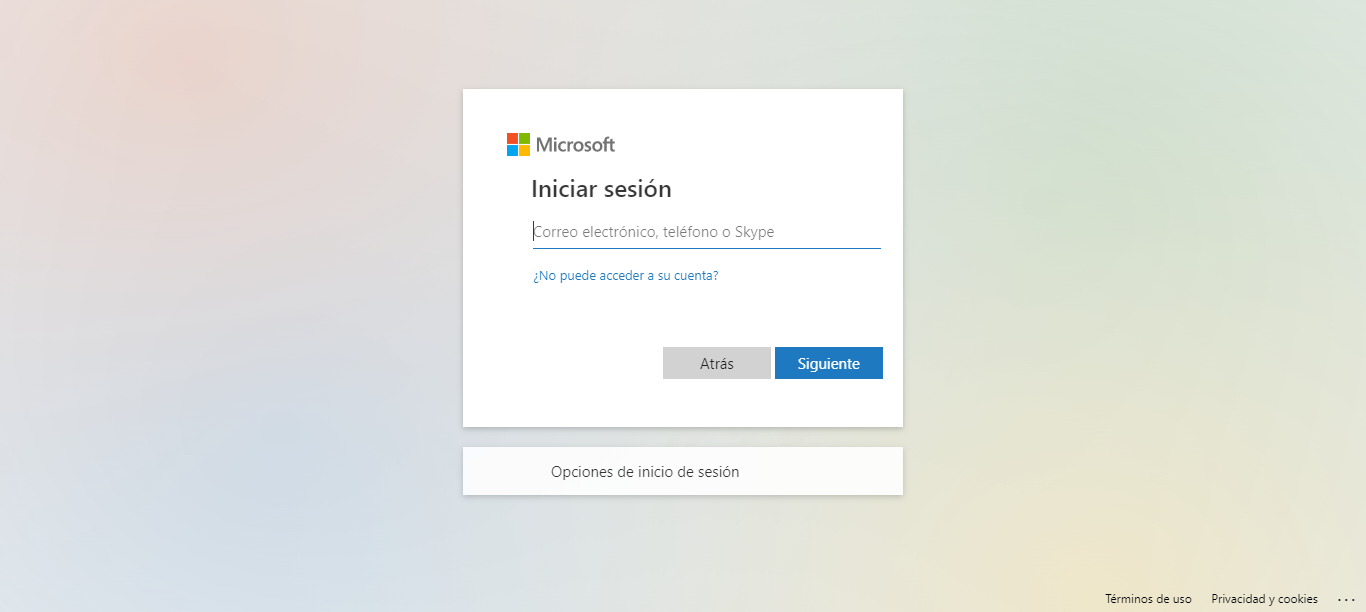 Microsoft
Iniciar sesión
Correo electrónico, teléfono o Skype
¿No puede acceder a su cuenta?
Atrás Siguiente
Opciones de inicio de sesión
Términos de uso Privacidad y cookies ...